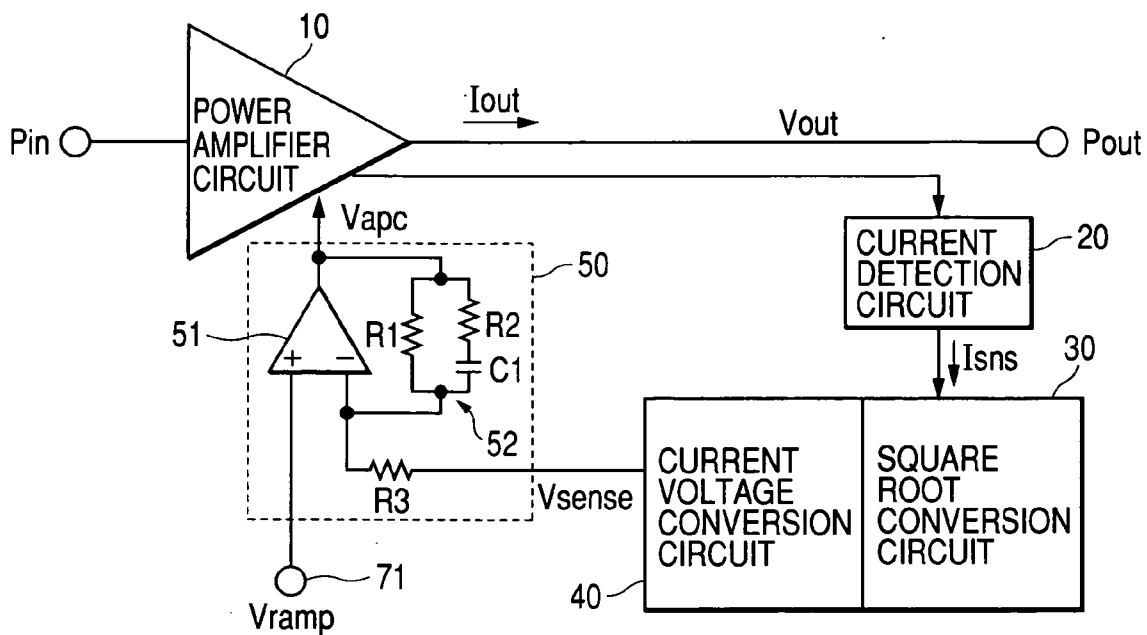 10
Pin
POWER
AMPLIFIER
CIRCUIT
Iout
Vout
Pout
Vapc
50
CURRENT
DETECTION
CIRCUIT
20
51
R1
R2
C1
+
−
52
Isns
30
R3
Vsense
CURRENT
VOLTAGE
CONVERSION
CIRCUIT
SQUARE
ROOT
CONVERSION
CIRCUIT
40
71
Vramp